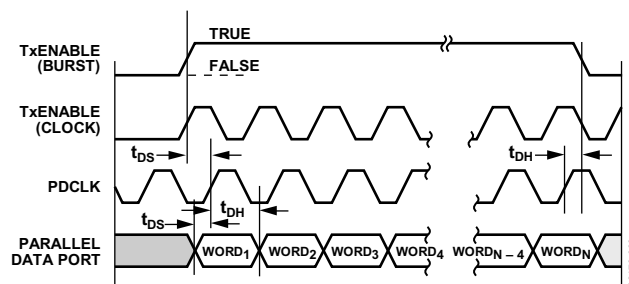 TxENABLE
(BURST)
TRUE
FALSE
TxENABLE
(CLOCK)
tDS
tDH
PDCLK
tDS
tDH
PARALLEL
DATA PORT
WORD1
WORD2
WORD3
WORD4
WORDN – 4
WORDN